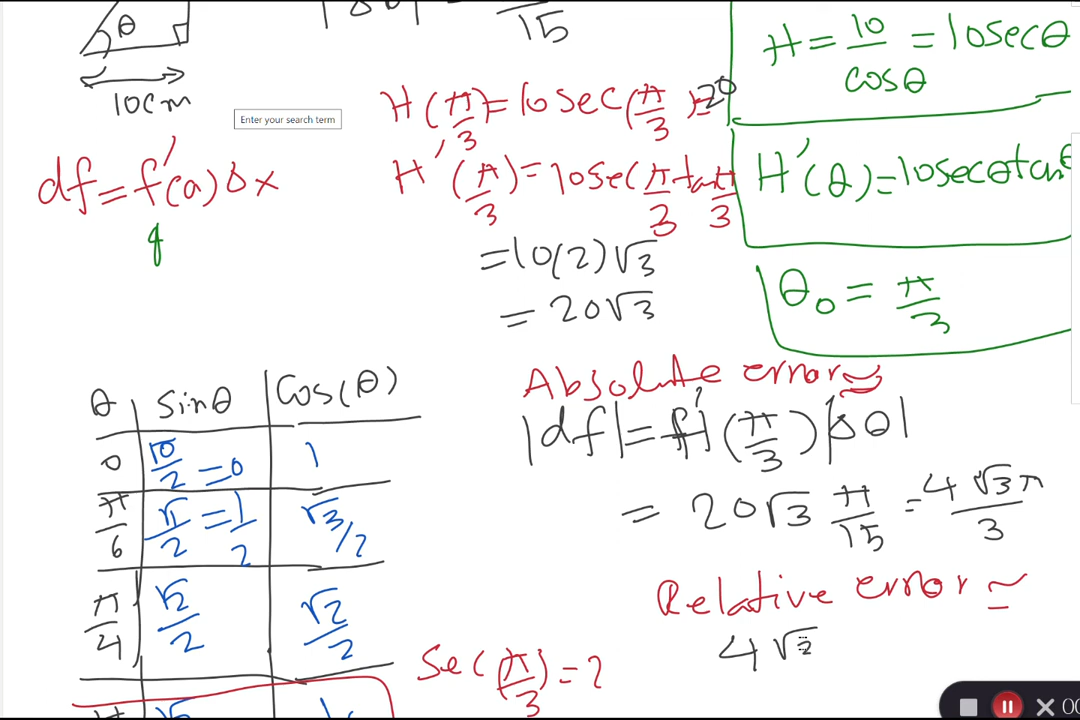 θ
10cm
|Δθ| 15
H = 10/cosθ = 10secθ
Enter your search term
H(π/3) = 10sec(π/3) = 20
df = f'(a)Δx
H'(π/3) = 10sec π/3 tan π/3
H'(θ) = 10secθtanθ
= 10(2)√3
= 20√3
θ₀ = π/3
Absolute error ≈
|df| = H'(π/3)|Δθ|
= 20√3 π/15 = 4√3π/3
Relative error ≈
4√3
θ | sinθ | Cos(θ)
0 | √0/2 = 0 | 1
π/6 | √1/2 = 1/2 | √3/2
π/4 | √2/2 | √2/2
Sec(π/3) = 2